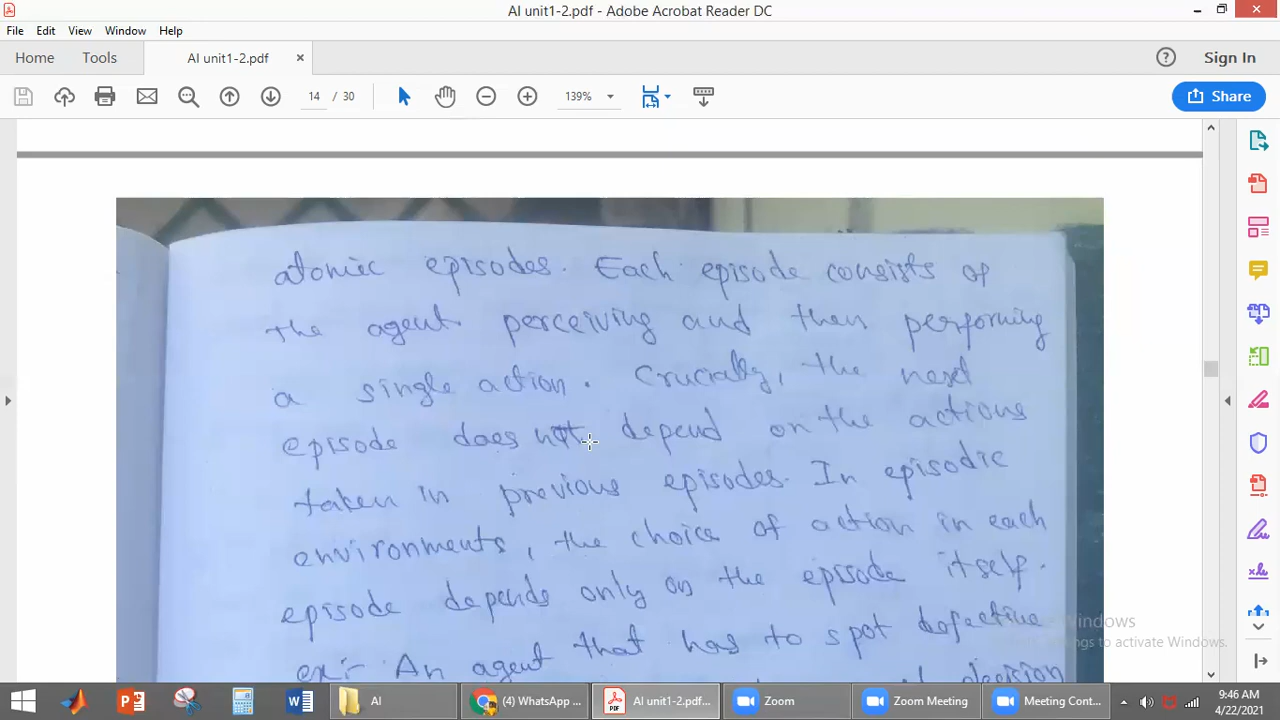 AI unit1-2.pdf - Adobe Acrobat Reader DC
File Edit View Window Help
Home Tools AI unit1-2.pdf × Sign In
14 / 30 139% Share
atomic episodes. Each episode consists of
the agent perceiving and then performing
a single action. Crucially, the next
episode does not depend on the actions
taken in previous episodes. In episodic
environments, the choice of action in each
episode depends only on the episode itself.
ex:- An agent that has to spot defective
decision
Windows
to activate Windows.
AI (4) WhatsApp ... AI unit1-2.pdf... Zoom Zoom Meeting Meeting Cont...
9:46 AM
4/22/2021